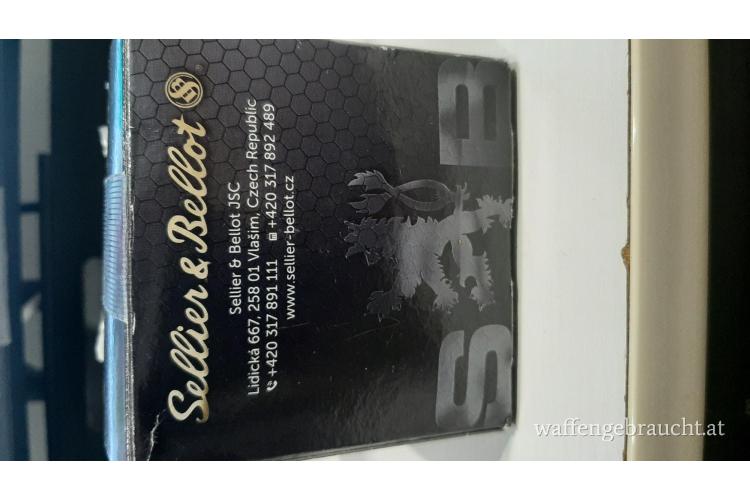 Sellier & Bellot SB
Sellier & Bellot JSC
Lidická 667, 258 01 Vlašim, Czech Republic
+420 317 891 111 +420 317 892 489
www.sellier-bellot.cz
S B
waffengebraucht.at